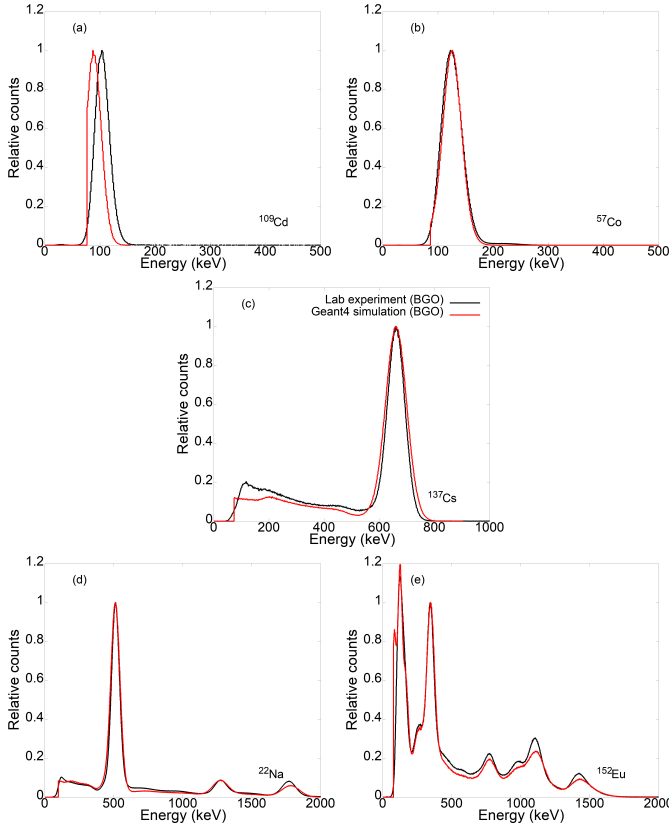 (a)
1.2
1
0.8
0.6
0.4
0.2
0
Relative counts
109Cd
0 100 200 300 400 500
Energy (keV)
(b)
1.2
1
0.8
0.6
0.4
0.2
0
Relative counts
57Co
0 100 200 300 400 500
Energy (keV)
(c)
Lab experiment (BGO)
Geant4 simulation (BGO)
1.2
1
0.8
0.6
0.4
0.2
0
Relative counts
137Cs
0 200 400 600 800 1000
Energy (keV)
(d)
1.2
1
0.8
0.6
0.4
0.2
0
Relative counts
22Na
0 500 1000 1500 2000
Energy (keV)
(e)
1.2
1
0.8
0.6
0.4
0.2
0
Relative counts
152Eu
0 500 1000 1500 2000
Energy (keV)